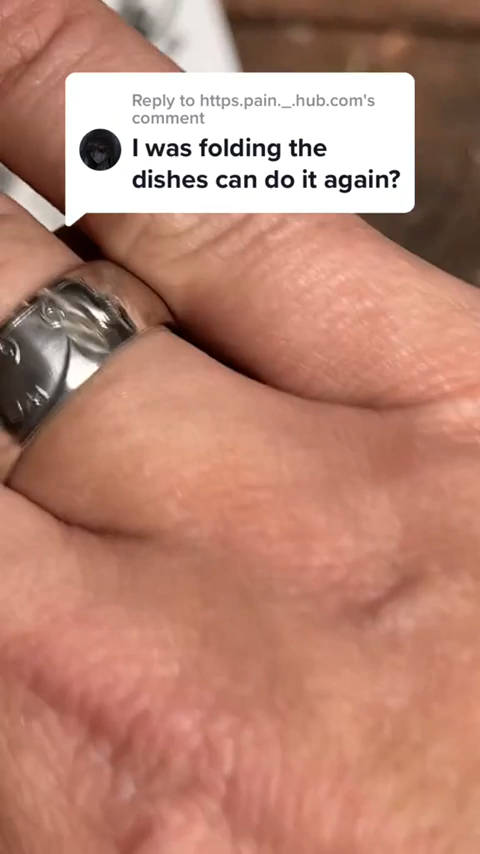 Reply to https.pain._.hub.com's
comment
I was folding the
dishes can do it again?